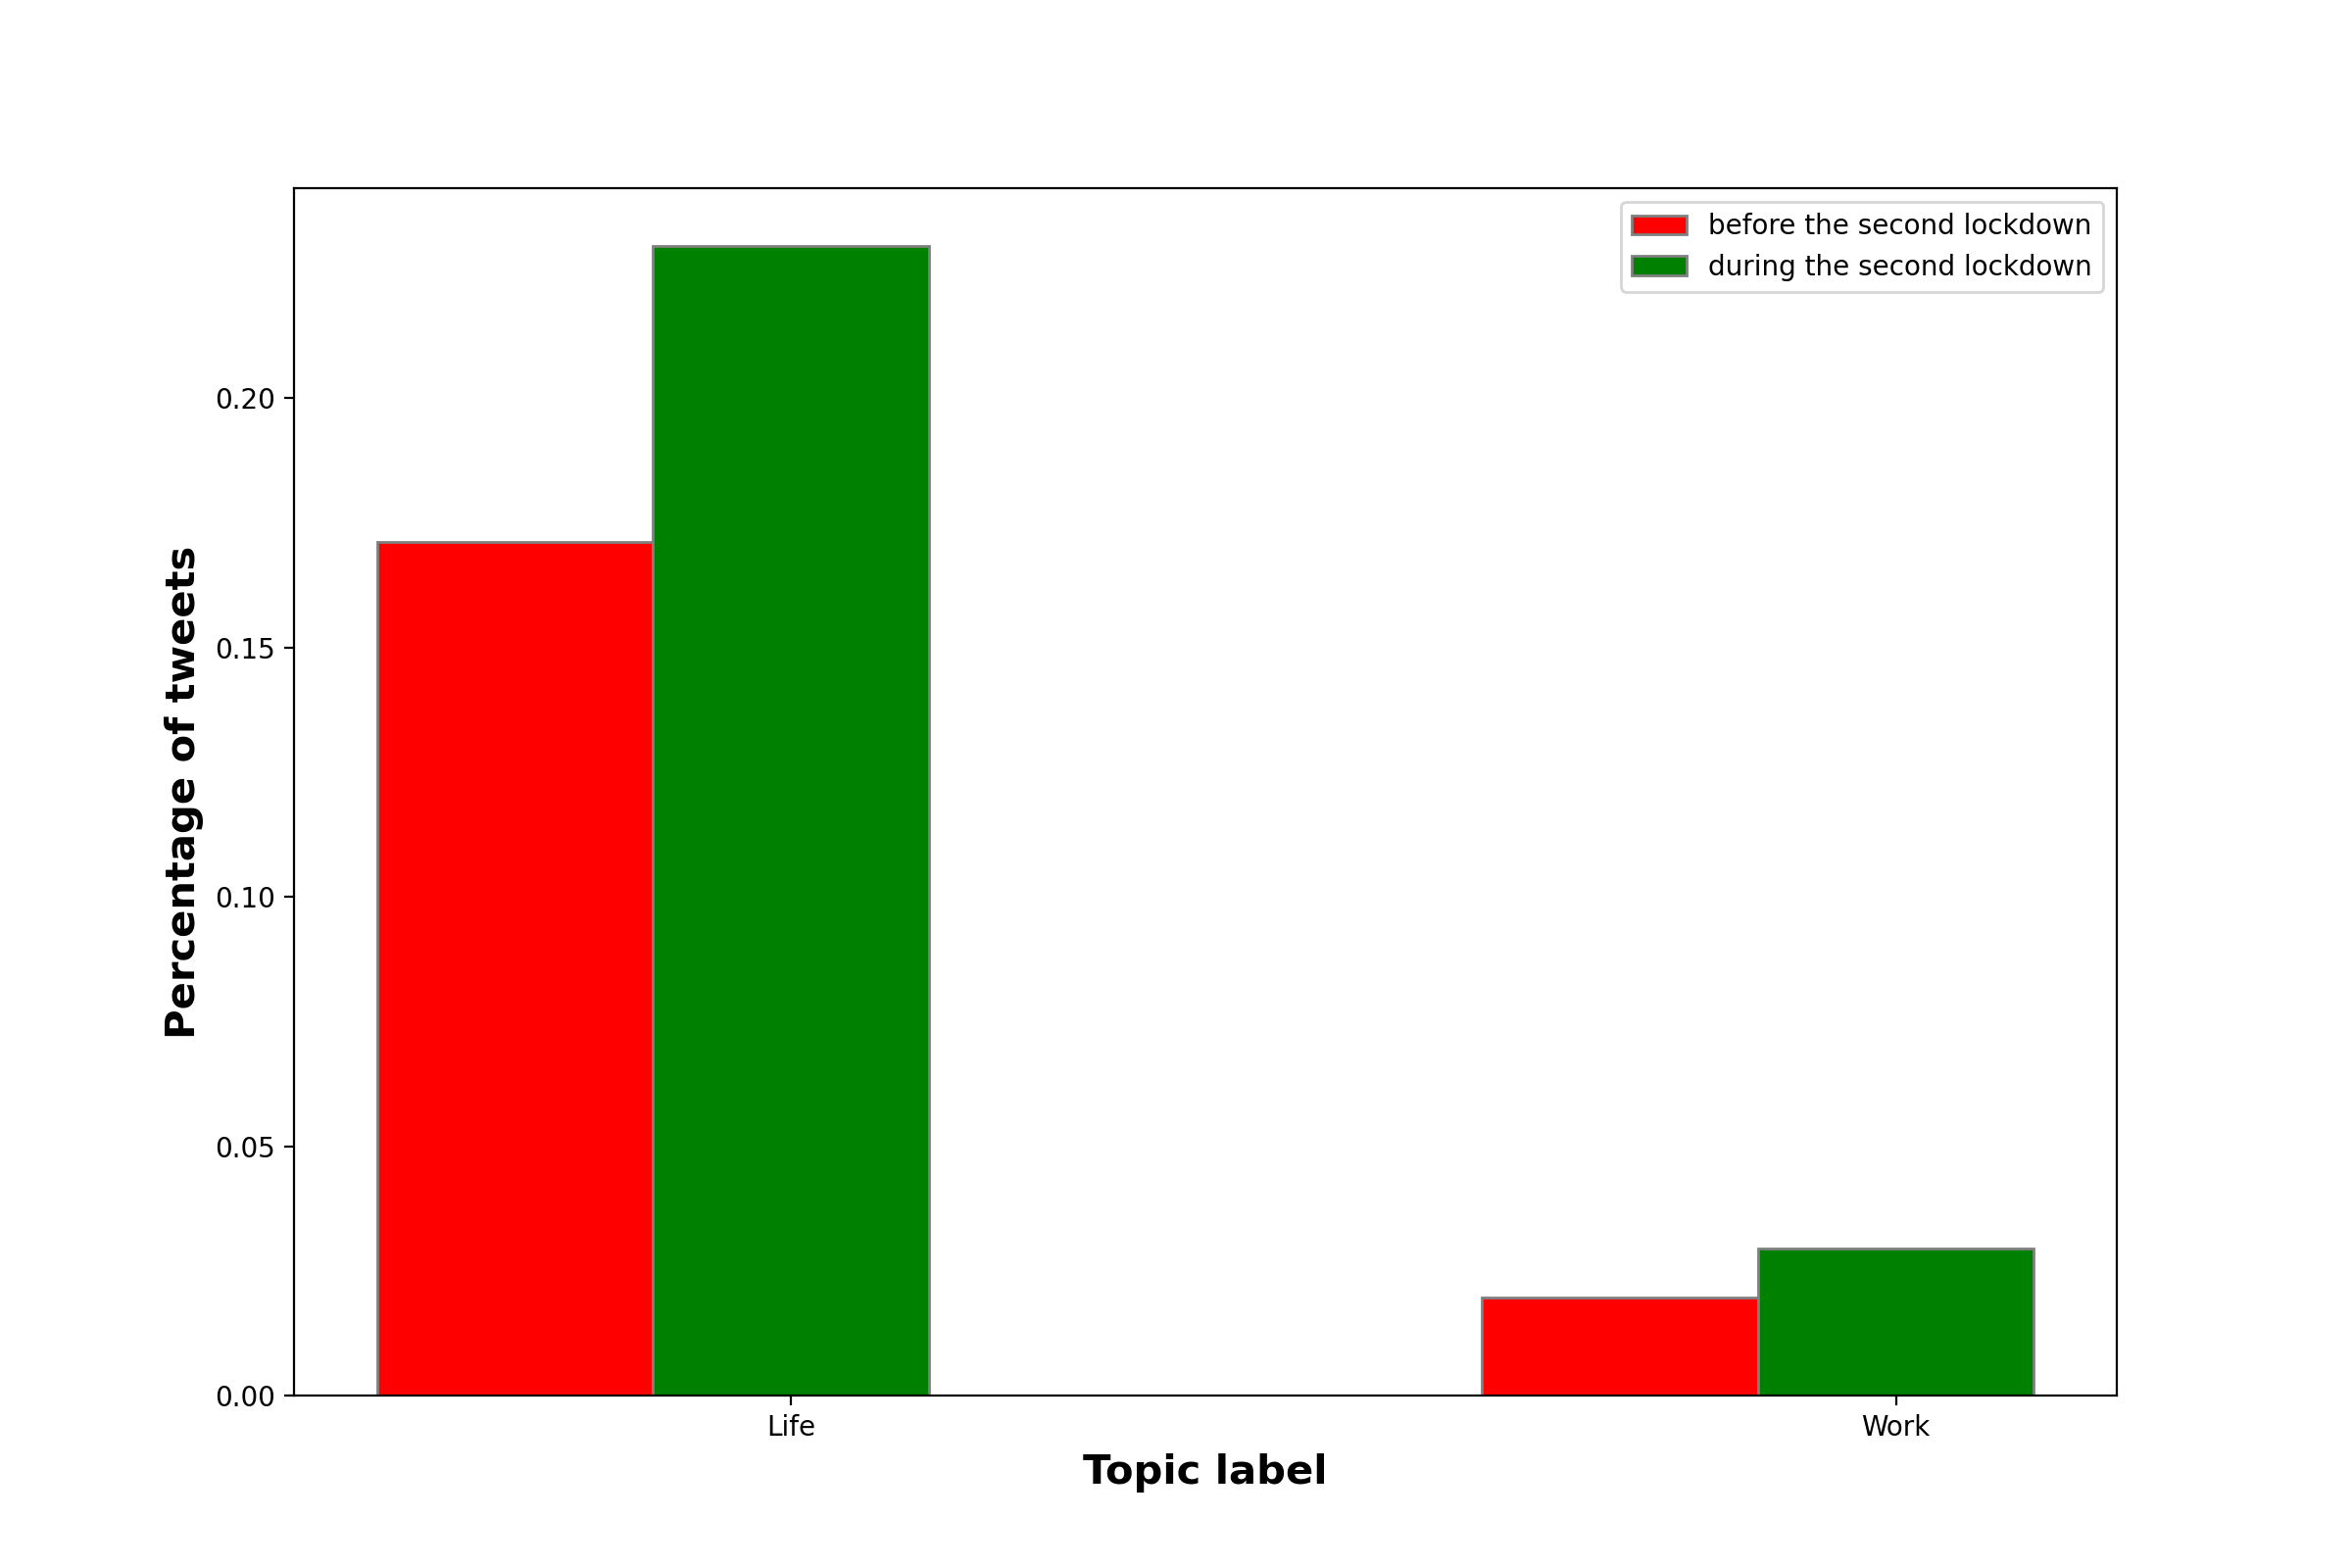 before the second lockdown
during the second lockdown
Percentage of tweets
0.20
0.15
0.10
0.05
0.00
Life
Work
Topic label